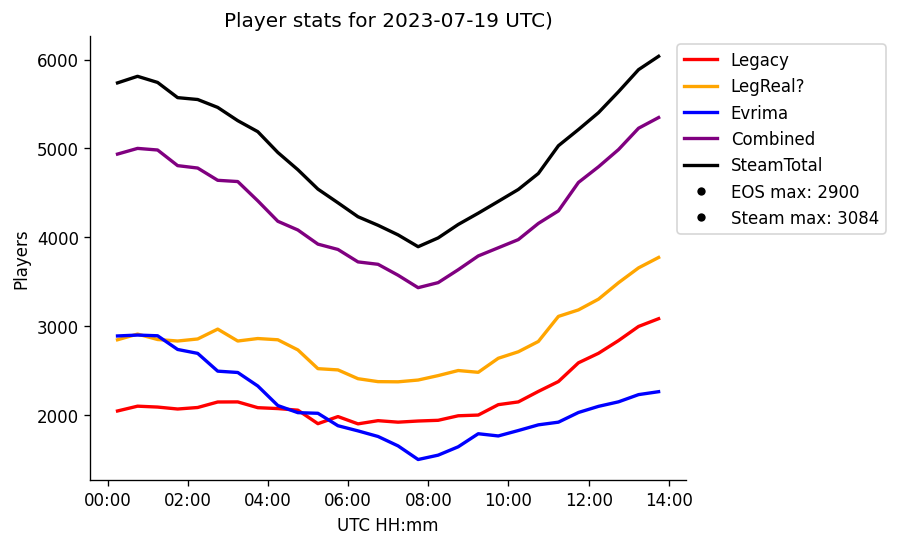 Player stats for 2023-07-19 UTC)
6000
5000
4000
3000
2000
Players
00:00
02:00
04:00
06:00
08:00
10:00
12:00
14:00
UTC HH:mm
Legacy
LegReal?
Evrima
Combined
SteamTotal
EOS max: 2900
Steam max: 3084